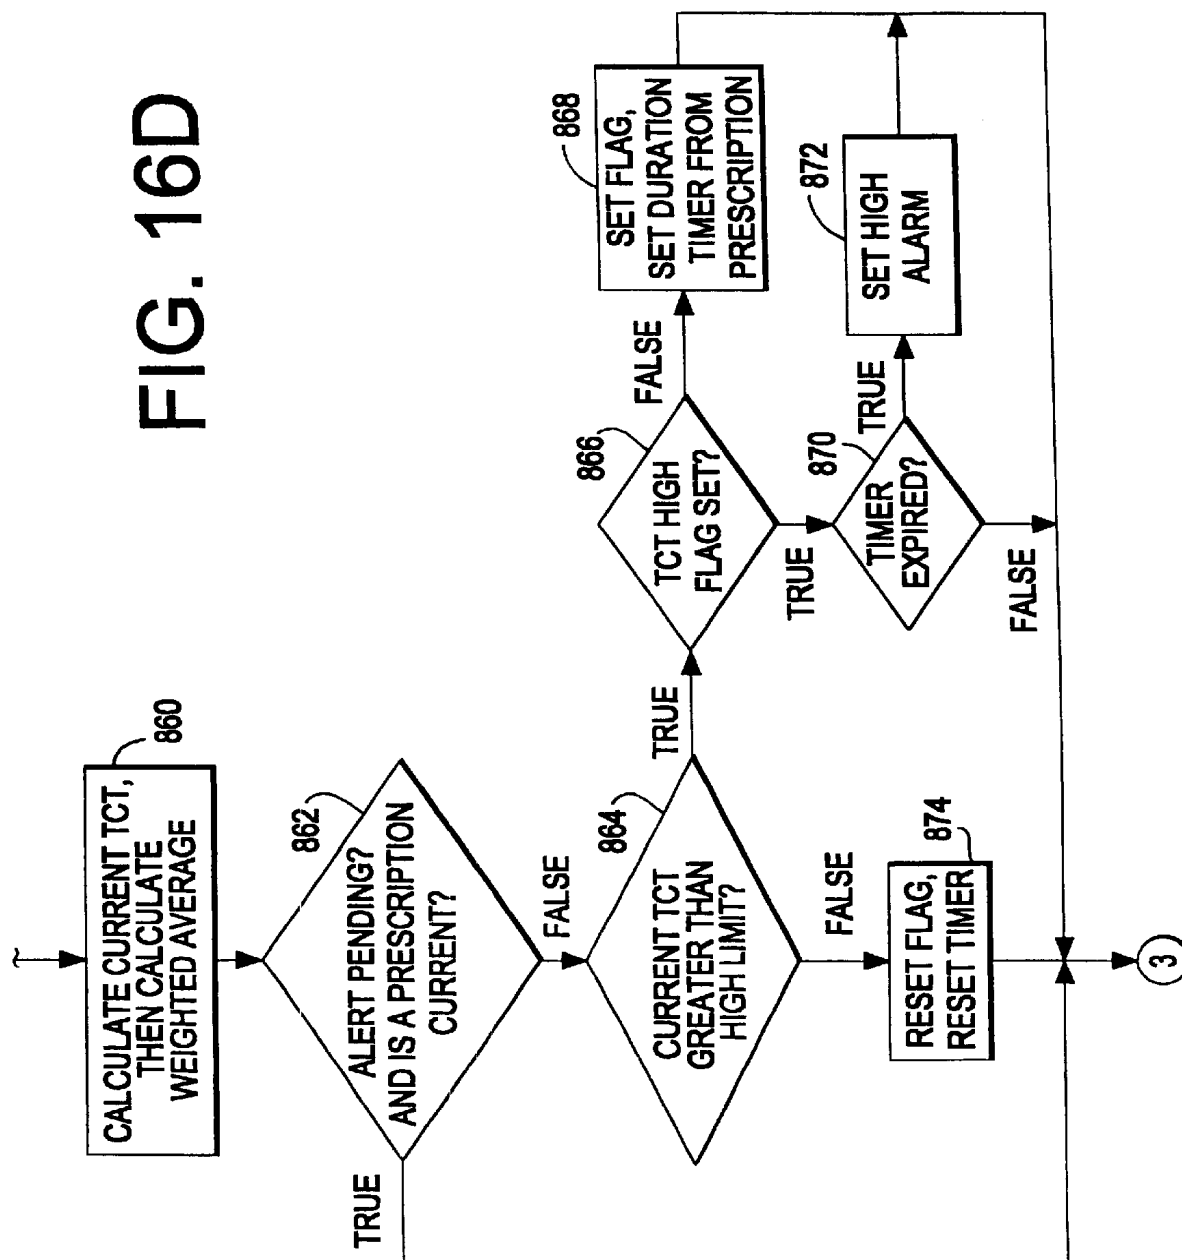 FIG. 16D
860
CALCULATE CURRENT TCT,
THEN CALCULATE
WEIGHTED AVERAGE
862
ALERT PENDING?
AND IS A PRESCRIPTION
CURRENT?
TRUE
FALSE
864
CURRENT TCT
GREATER THAN
HIGH LIMIT?
TRUE
FALSE
866
TCT HIGH
FLAG SET?
FALSE
TRUE
868
SET FLAG,
SET DURATION
TIMER FROM
PRESCRIPTION
870
TIMER
EXPIRED?
TRUE
FALSE
872
SET HIGH
ALARM
874
RESET FLAG,
RESET TIMER
3